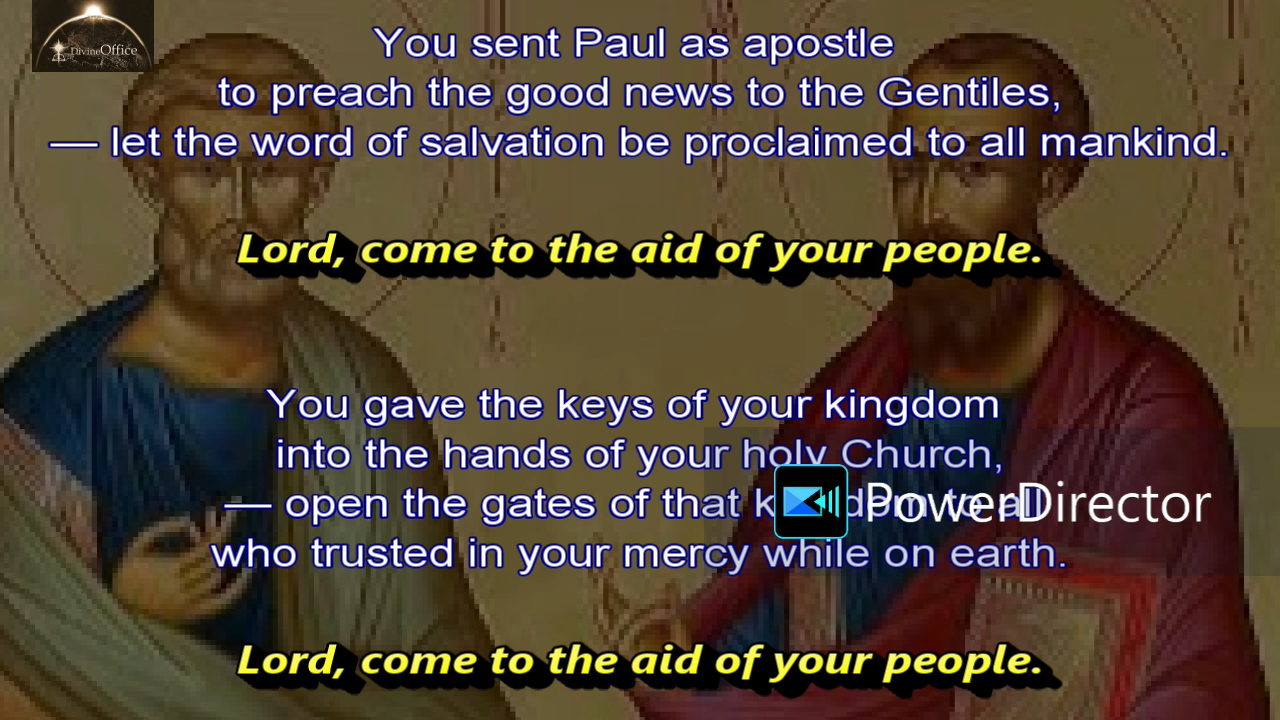 DivineOffice
You sent Paul as apostle
to preach the good news to the Gentiles,
— let the word of salvation be proclaimed to all mankind.
Lord, come to the aid of your people.
You gave the keys of your kingdom
into the hands of your holy Church,
— open the gates of that kingdom to all
who trusted in your mercy while on earth.
PowerDirector
Lord, come to the aid of your people.